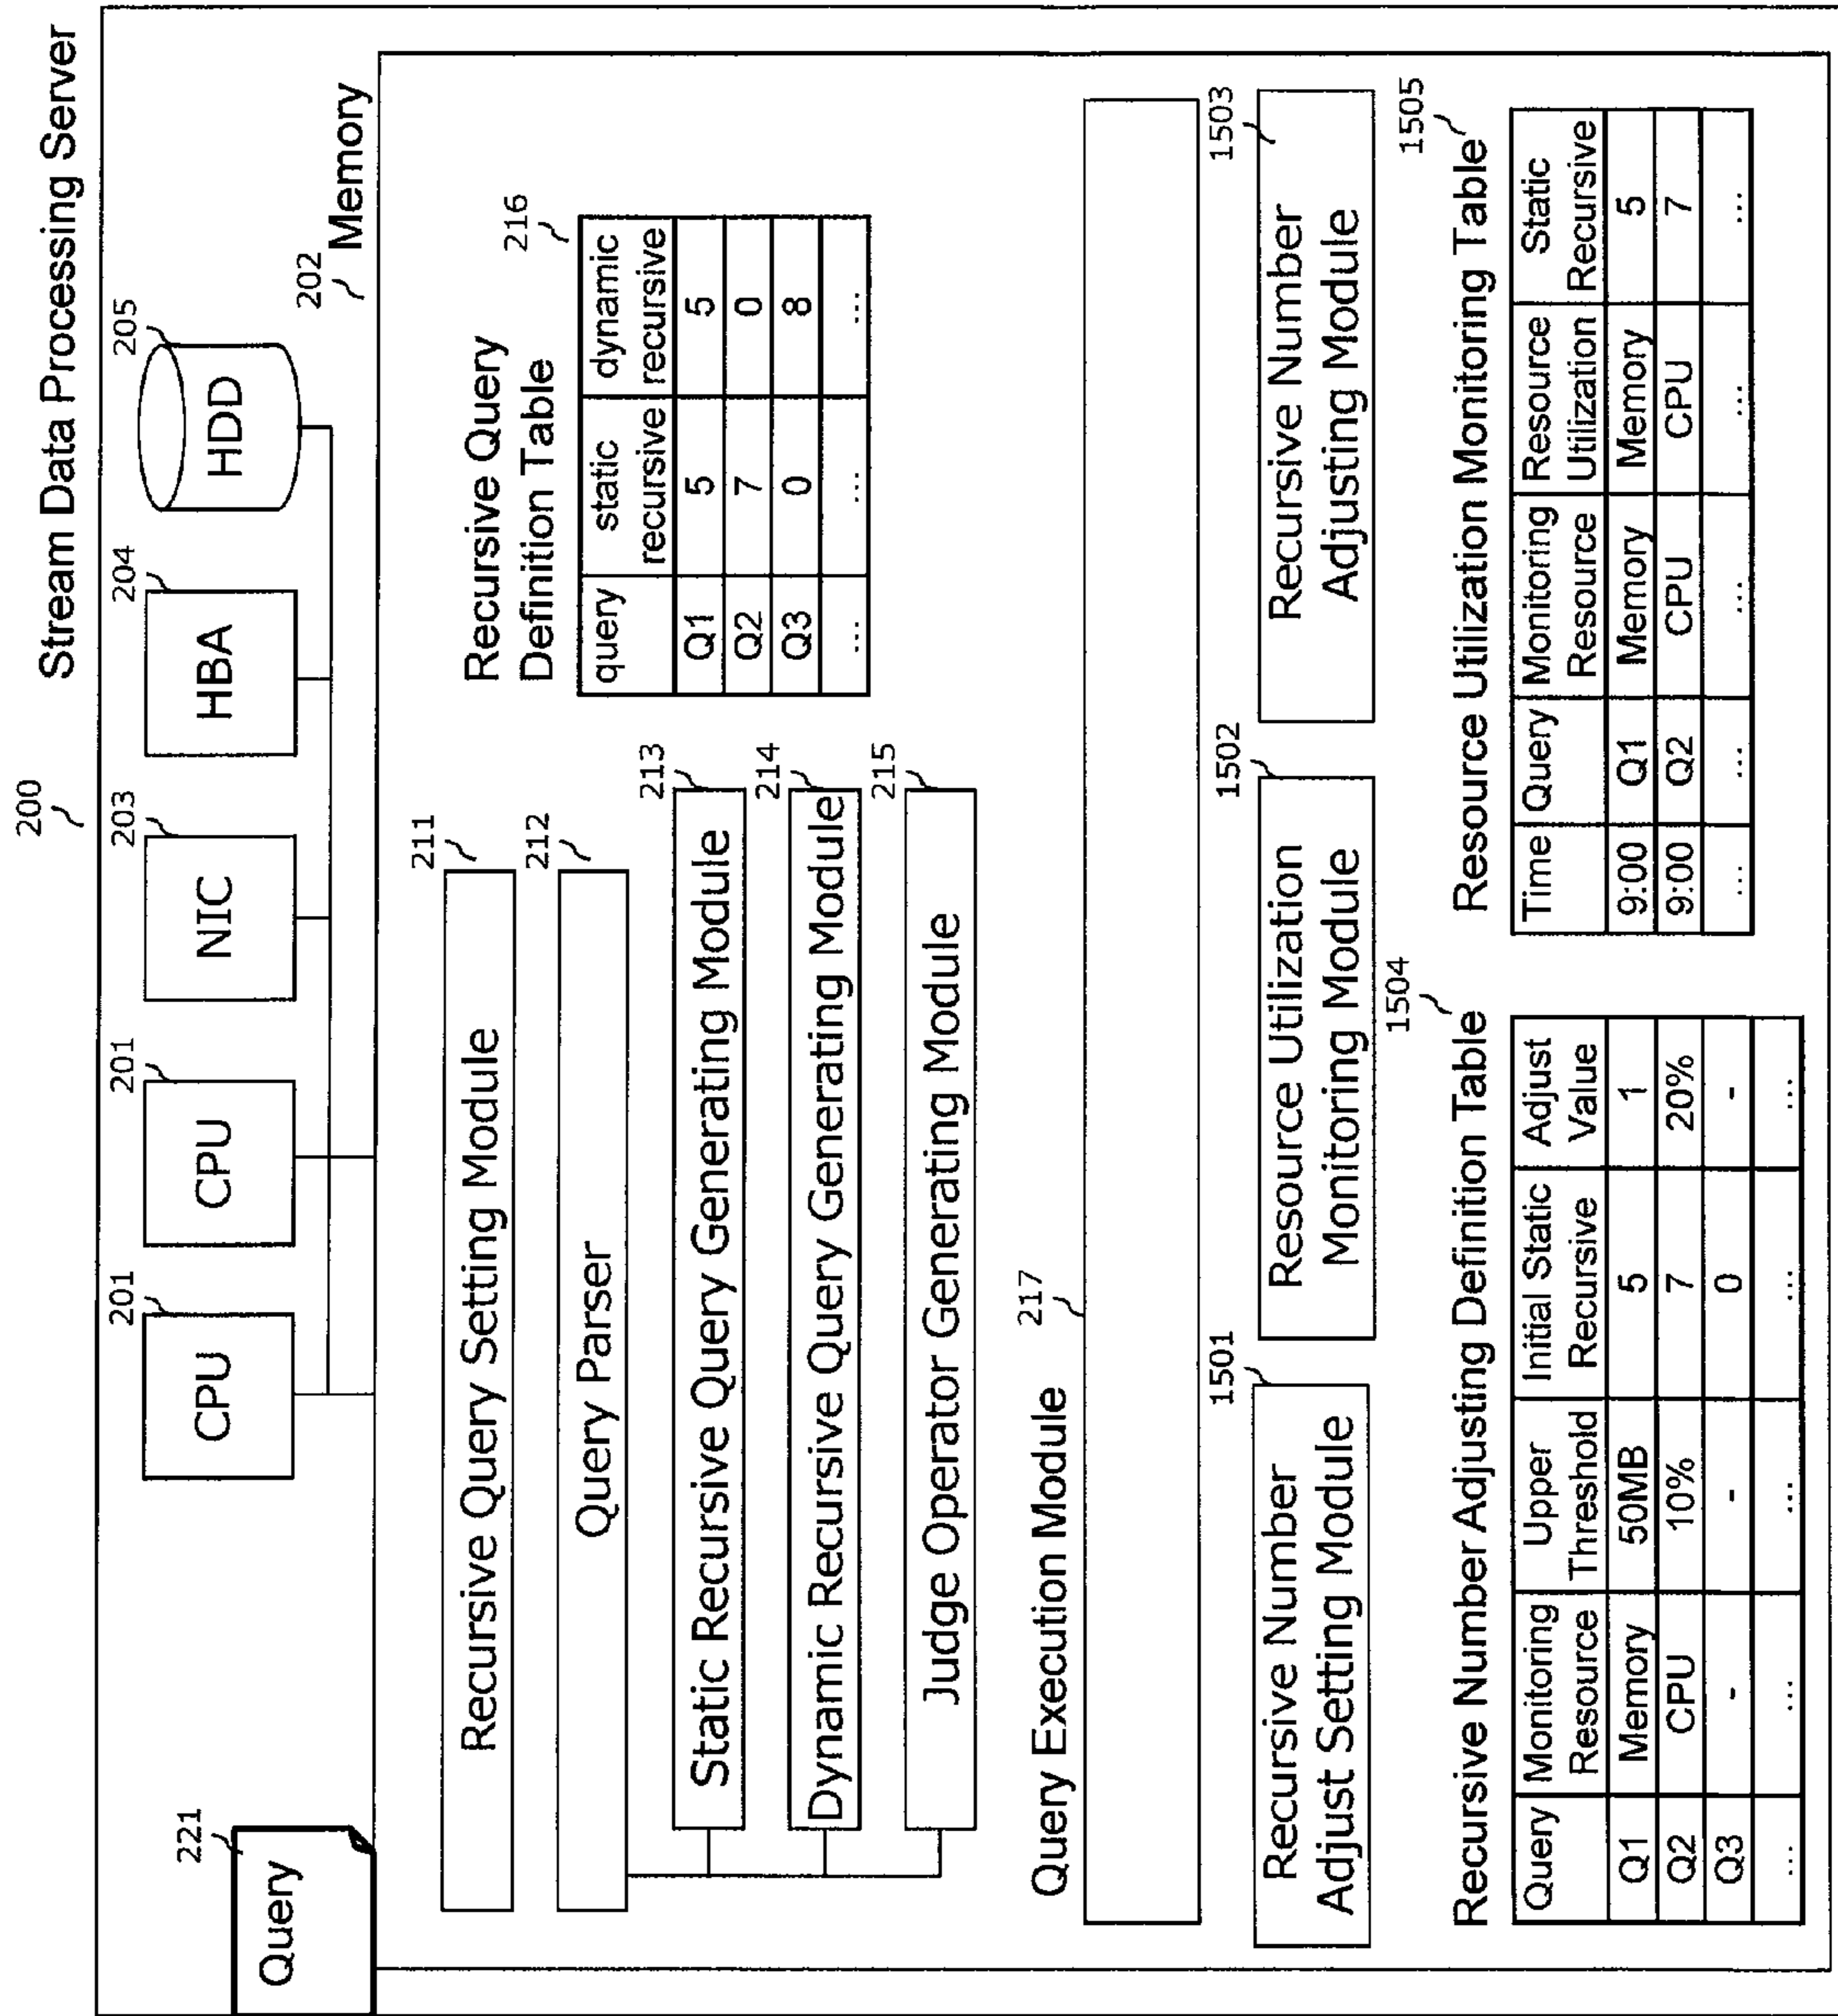 Stream Data Processing Server
200
221
Query
201
CPU
201
CPU
203
NIC
204
HBA
205
HDD
202
Memory
211
Recursive Query Setting Module
212
Query Parser
213
Static Recursive Query Generating Module
214
Dynamic Recursive Query Generating Module
215
Judge Operator Generating Module
Recursive Query
Definition Table
216
query static recursive dynamic recursive
Q1 5 5
Q2 7 0
Q3 0 8
... ... ...
Query Execution Module
217
1501
Recursive Number
Adjust Setting Module
1502
Resource Utilization
Monitoring Module
1503
Recursive Number
Adjusting Module
Recursive Number Adjusting Definition Table
1504
Query Monitoring Resource Upper Threshold Initial Static Recursive Adjust Value
Q1 Memory 50MB 5 1
Q2 CPU 10% 7 20%
Q3 - - 0 -
... ... ... ... ...
Resource Utilization Monitoring Table
1505
Time Query Monitoring Resource Resource Utilization Static Recursive
9:00 Q1 Memory Memory 5
9:00 Q2 CPU CPU 7
... ... ... ... ...